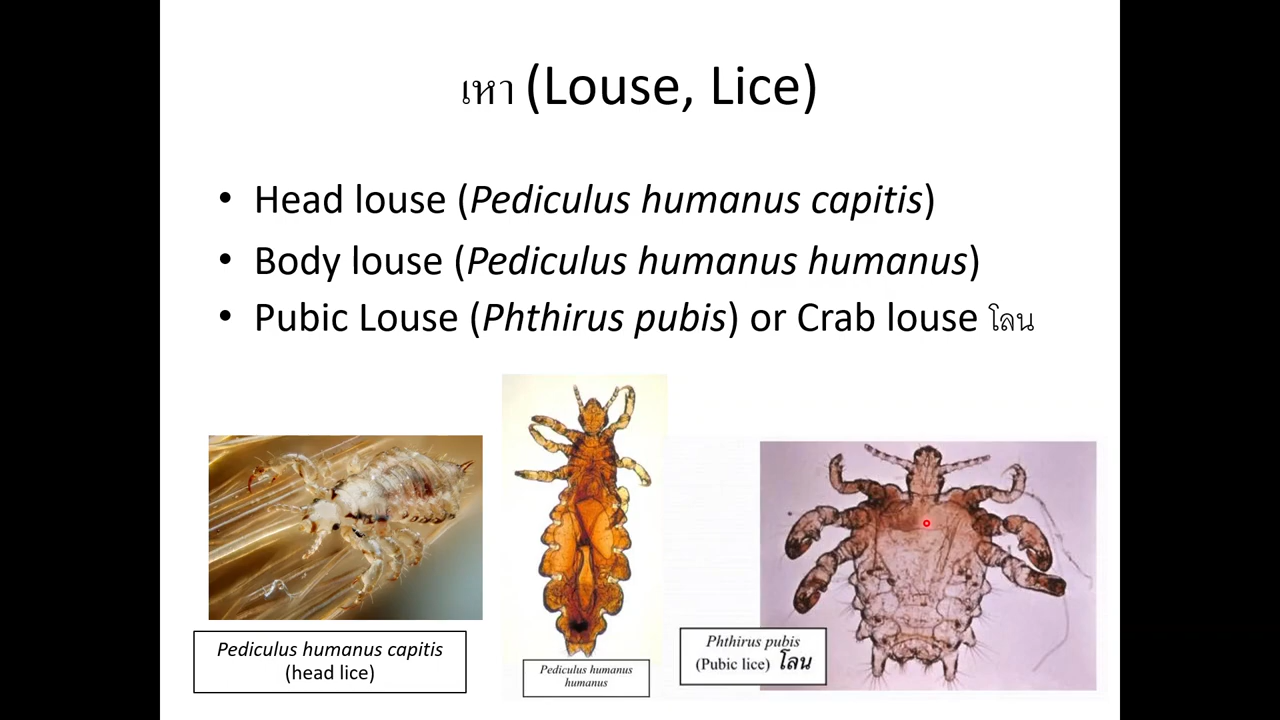 เหา (Louse, Lice)
• Head louse (Pediculus humanus capitis)
• Body louse (Pediculus humanus humanus)
• Pubic Louse (Phthirus pubis) or Crab louse โลน
Pediculus humanus capitis
(head lice)
Pediculus humanus
humanus
Phthirus pubis
(Pubic lice) โลน